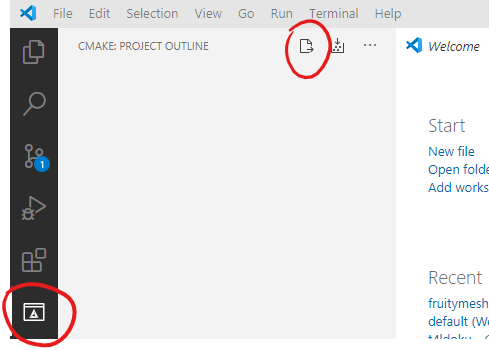 File Edit Selection View Go Run Terminal Help
CMAKE: PROJECT OUTLINE
Welcome
1
Start
New file
Open folde
Add works
Recent
fruitymesh
default (Wo